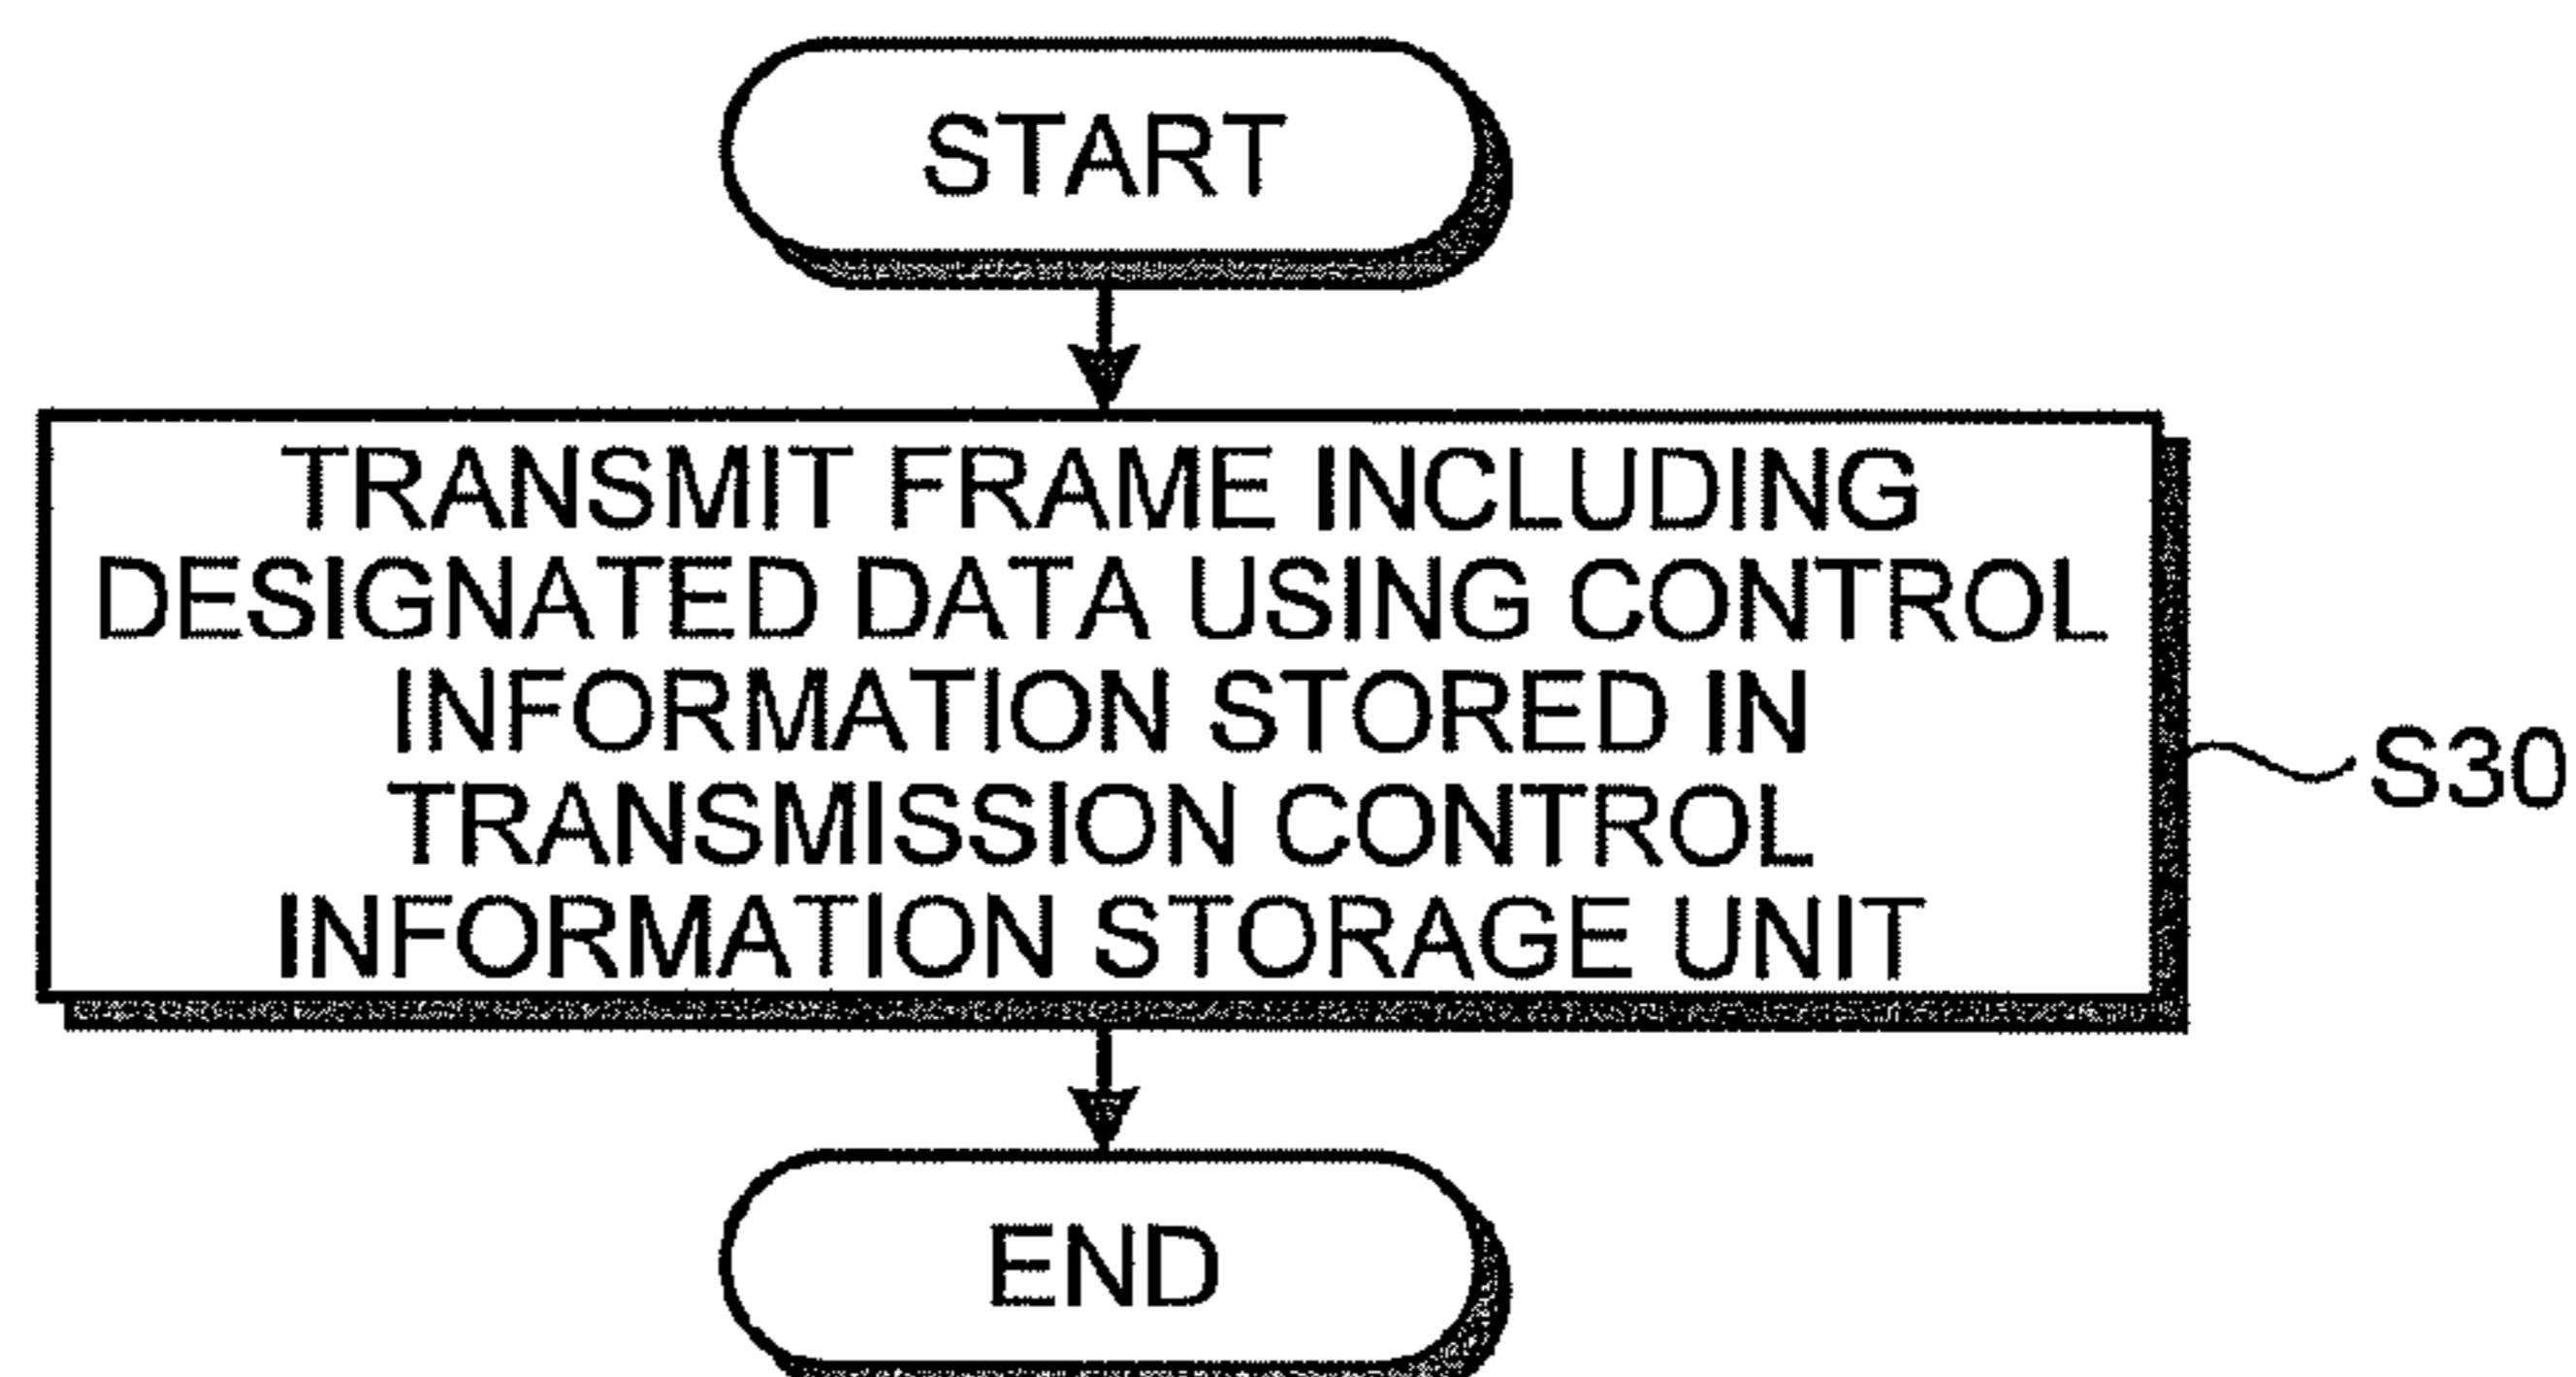 START
TRANSMIT FRAME INCLUDING
DESIGNATED DATA USING CONTROL
INFORMATION STORED IN
TRANSMISSION CONTROL
INFORMATION STORAGE UNIT
S30
END